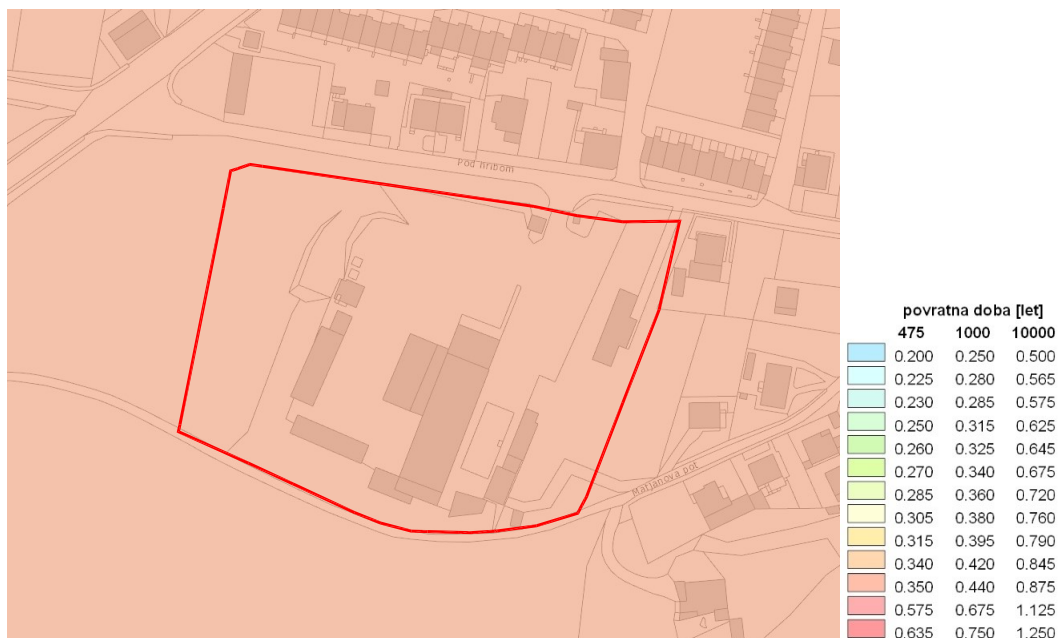 Pod hribom
Marjanova pot
povratna doba [let]
475 1000 10000
0.200 0.250 0.500
0.225 0.280 0.565
0.230 0.285 0.575
0.250 0.315 0.625
0.260 0.325 0.645
0.270 0.340 0.675
0.285 0.360 0.720
0.305 0.380 0.760
0.315 0.395 0.790
0.340 0.420 0.845
0.350 0.440 0.875
0.575 0.675 1.125
0.635 0.750 1.250